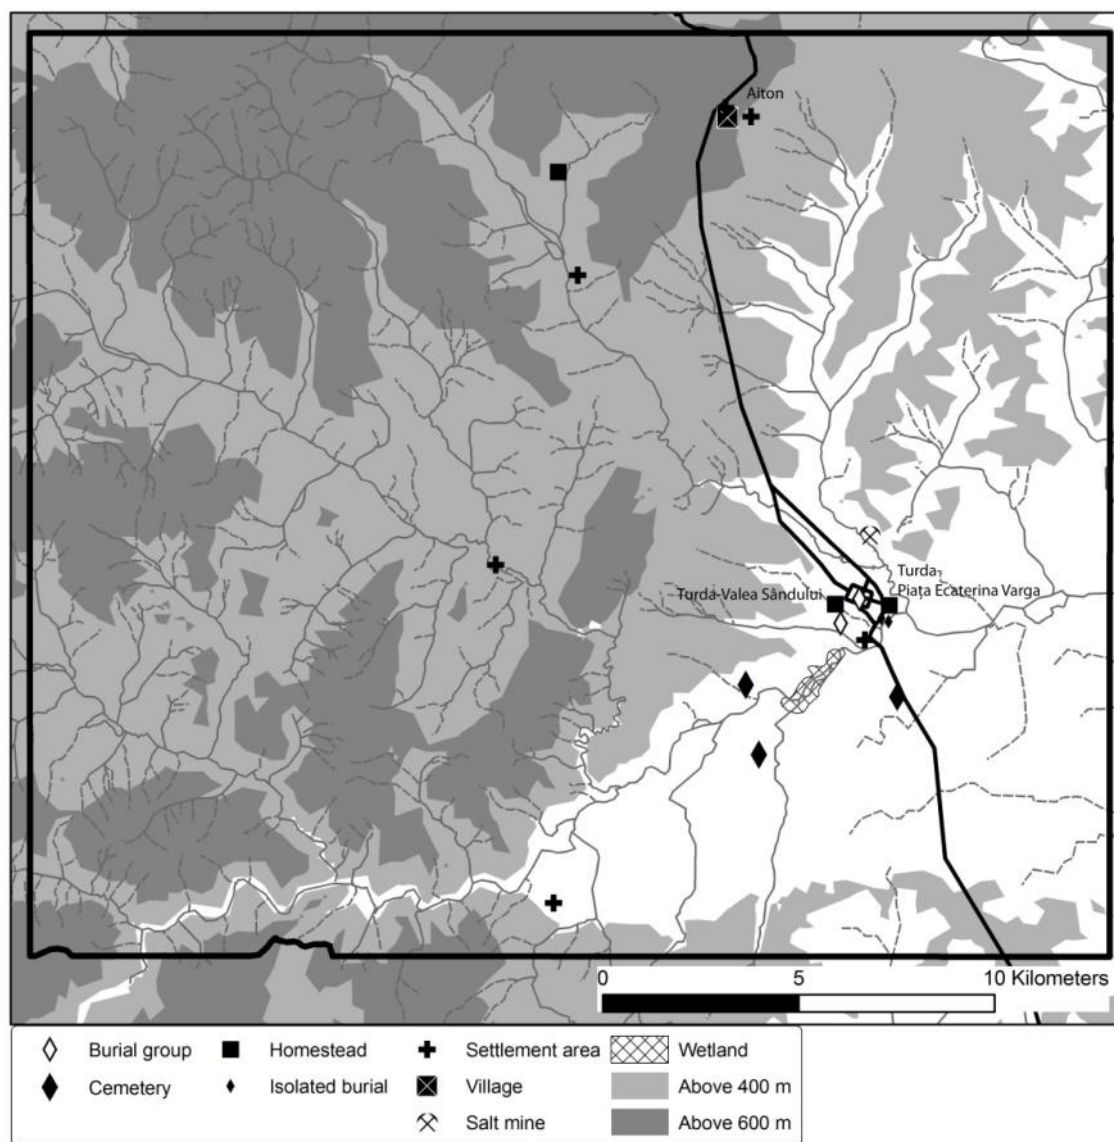 Aiton
Turda-
Piața Ecaterina Varga
Turda-Valea Sândului
0 5 10 Kilometers
Burial group
Homestead
Settlement area
Wetland
Cemetery
Isolated burial
Village
Above 400 m
Salt mine
Above 600 m